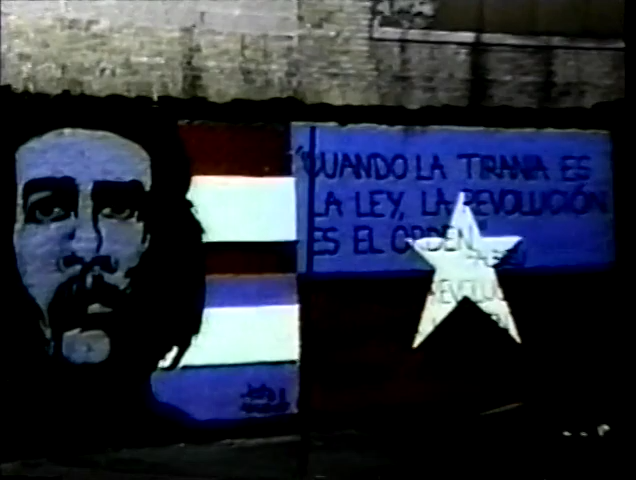 "CUANDO LA TIRANIA ES
LA LEY, LA REVOLUCIÓN
ES EL ORDEN